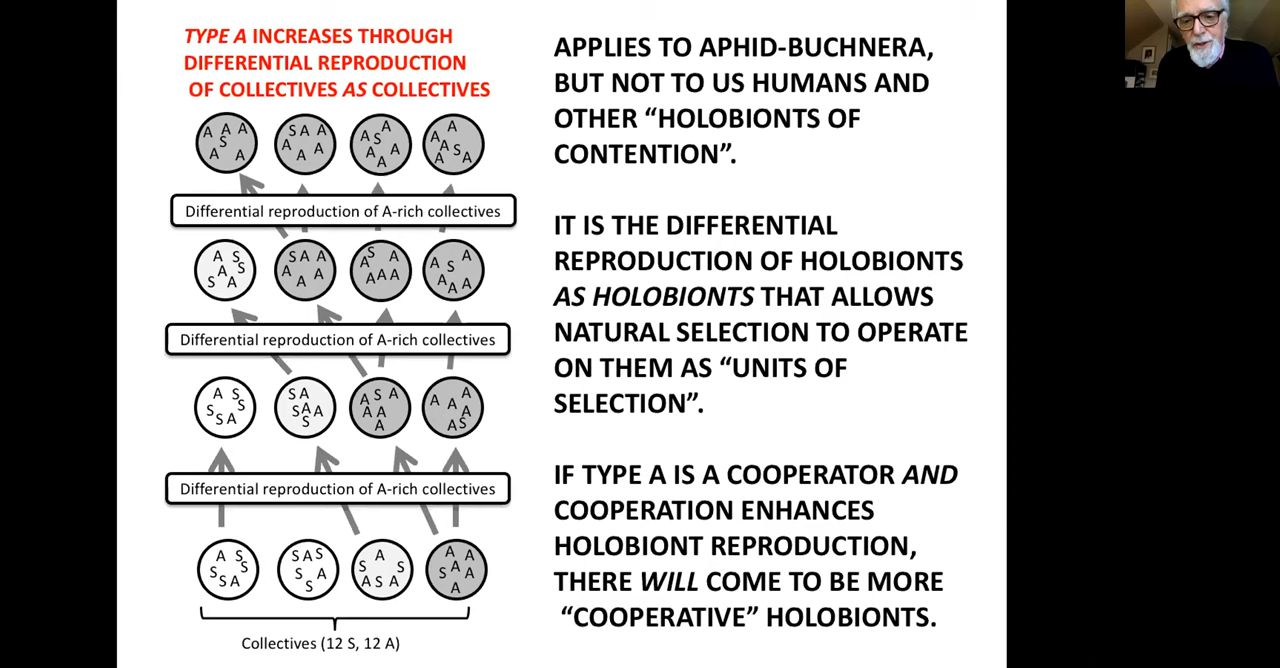 TYPE A INCREASES THROUGH
DIFFERENTIAL REPRODUCTION
OF COLLECTIVES AS COLLECTIVES
A A A
S
A A
S A A
A A
A
A
A S
A A
A
A
A
A S
A A
Differential reproduction of A-rich collectives
A S
A S
S A
S A A
A A
A
S A
A
A A A
A
A S
A A A
Differential reproduction of A-rich collectives
A S
S S
S A
S A
S A A
S
A S A
A A
A
A
A A A
A S
Differential reproduction of A-rich collectives
A S
S S
S A
S A S
S A
S
A
S S
A S A
A A
S A A
A
Collectives (12 S, 12 A)
APPLIES TO APHID-BUCHNERA,
BUT NOT TO US HUMANS AND
OTHER “HOLOBIONTS OF
CONTENTION”.
IT IS THE DIFFERENTIAL
REPRODUCTION OF HOLOBIONTS
AS HOLOBIONTS THAT ALLOWS
NATURAL SELECTION TO OPERATE
ON THEM AS “UNITS OF
SELECTION”.
IF TYPE A IS A COOPERATOR AND
COOPERATION ENHANCES
HOLOBIONT REPRODUCTION,
THERE WILL COME TO BE MORE
“COOPERATIVE” HOLOBIONTS.